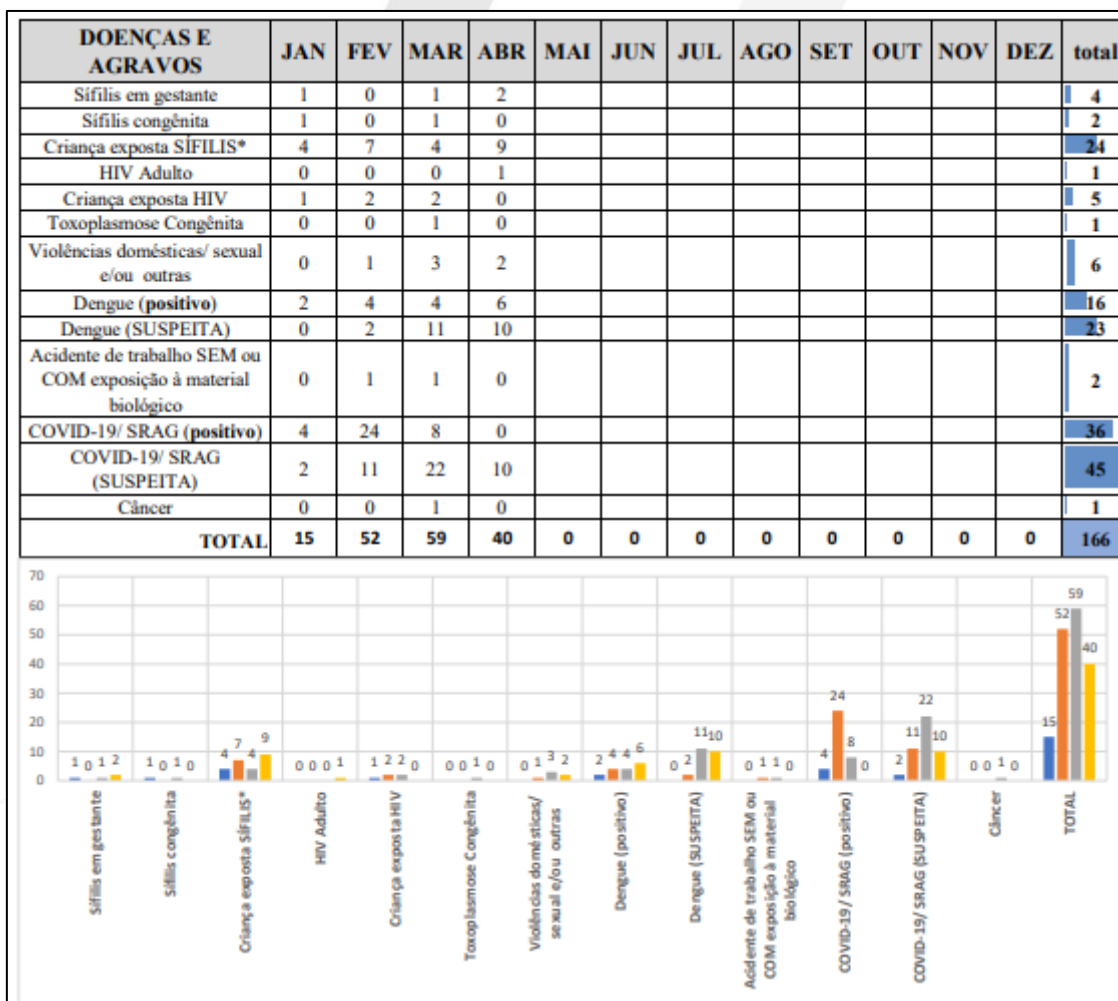 DOENÇAS E AGRAVOS JAN FEV MAR ABR MAI JUN JUL AGO SET OUT NOV DEZ total
Sífilis em gestante 1 0 1 2 4
Sífilis congênita 1 0 1 0 2
Criança exposta SÍFILIS* 4 7 4 9 24
HIV Adulto 0 0 0 1 1
Criança exposta HIV 1 2 2 0 5
Toxoplasmose Congênita 0 0 1 0 1
Violências domésticas/ sexual e/ou outras 0 1 3 2 6
Dengue (positivo) 2 4 4 6 16
Dengue (SUSPEITA) 0 2 11 10 23
Acidente de trabalho SEM ou COM exposição à material biológico 0 1 1 0 2
COVID-19/ SRAG (positivo) 4 24 8 0 36
COVID-19/ SRAG (SUSPEITA) 2 11 22 10 45
Câncer 0 0 1 0 1
TOTAL 15 52 59 40 0 0 0 0 0 0 0 0 166
70
60
50
40
30
20
10
0
1 0 1 2
1 0 1 0
4 7 4 9
0 0 0 1
1 2 2 0
0 0 1 0
0 1 3 2
2 4 4 6
0 2 11 10
0 1 1 0
4 24 8 0
2 11 22 10
0 0 1 0
15 52 59 40
Sífilis em gestante
Sífilis congênita
Criança exposta SÍFILIS*
HIV Adulto
Criança exposta HIV
Toxoplasmose Congênita
Violências domésticas/
sexual e/ou outras
Dengue (positivo)
Dengue (SUSPEITA)
Acidente de trabalho SEM ou
COM exposição à material
biológico
COVID-19/ SRAG (positivo)
COVID-19/ SRAG (SUSPEITA)
Câncer
TOTAL